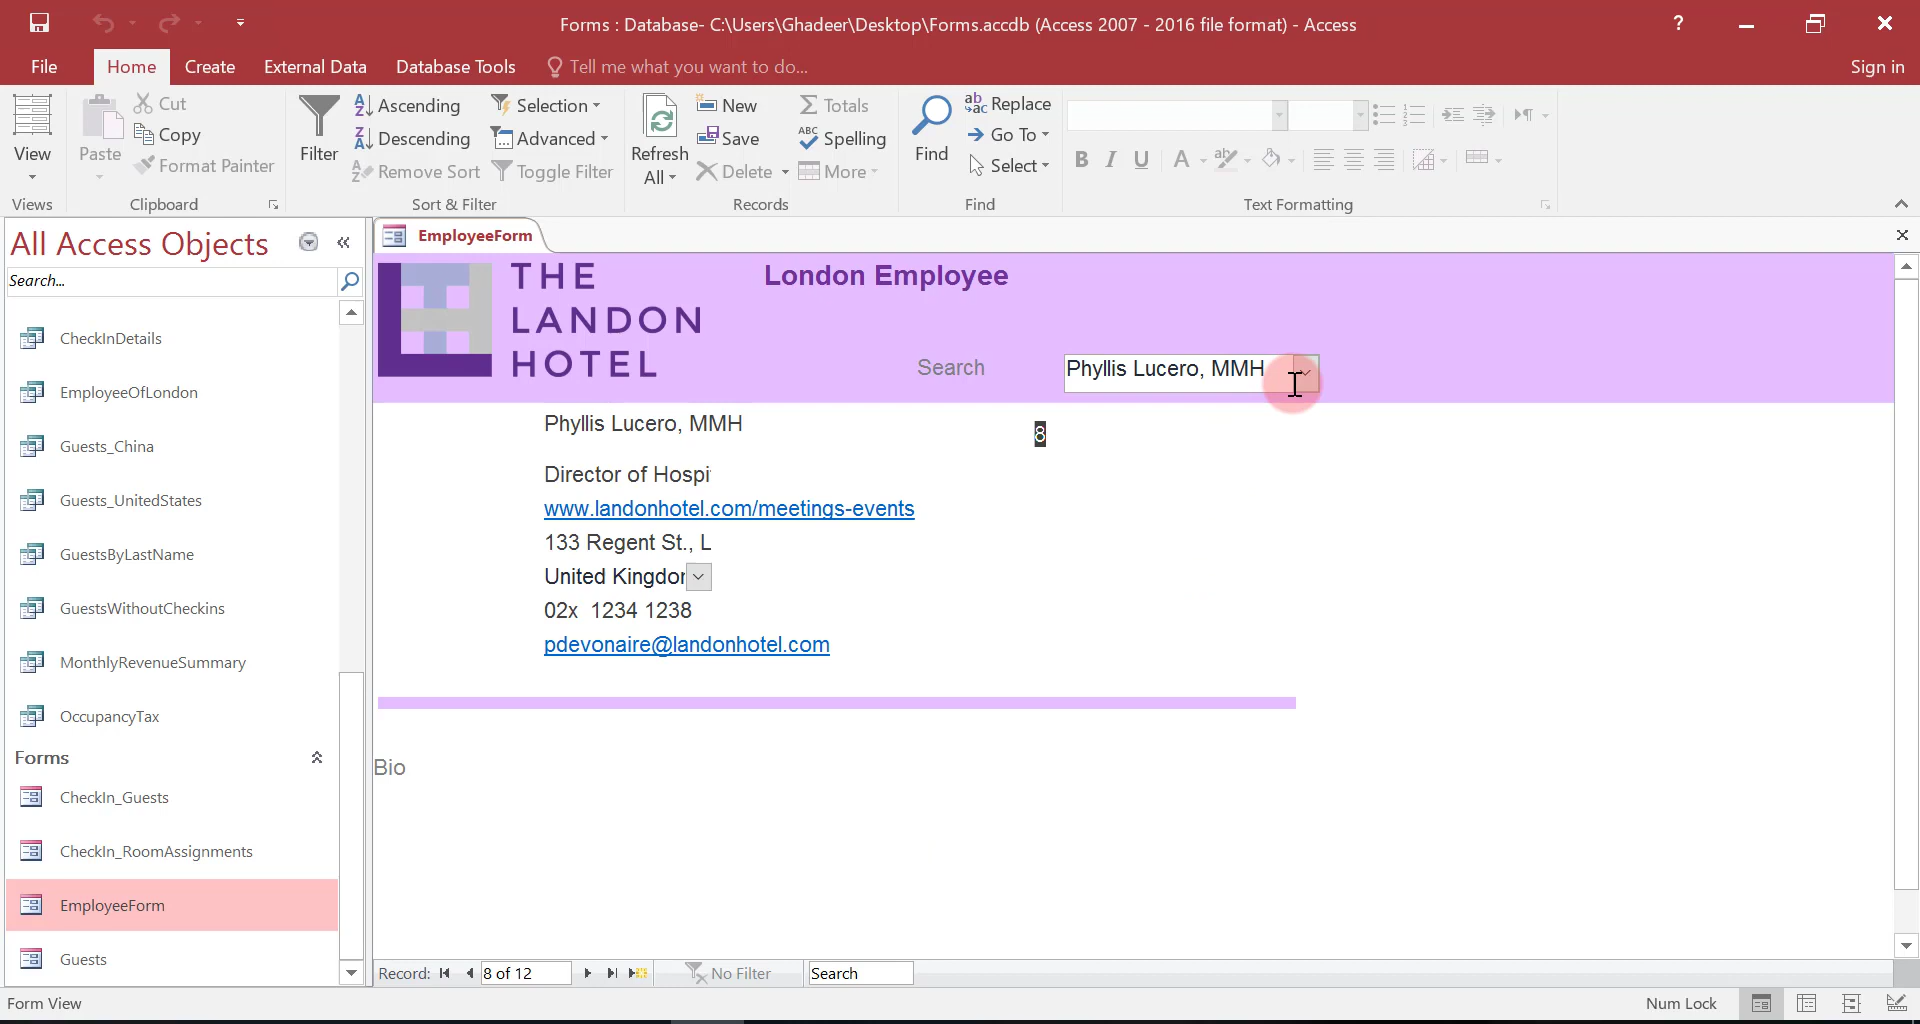 Forms : Database- C:\Users\Ghadeer\Desktop\Forms.accdb (Access 2007 - 2016 file format) - Access
?
File Home Create External Data Database Tools Tell me what you want to do... Sign in
View
Views
Paste
Cut
Copy
Format Painter
Clipboard
Filter
Ascending
Descending
Remove Sort
Selection
Advanced
Toggle Filter
Sort & Filter
Refresh
All
New
Save
Delete
Totals
Spelling
More
Records
Find
Replace
Go To
Select
Find
B I U A
Text Formatting
All Access Objects
Search...
CheckInDetails
EmployeeOfLondon
Guests_China
Guests_UnitedStates
GuestsByLastName
GuestsWithoutCheckins
MonthlyRevenueSummary
OccupancyTax
Forms
CheckIn_Guests
CheckIn_RoomAssignments
EmployeeForm
Guests
EmployeeForm
THE
LANDON
HOTEL
London Employee
Search
Phyllis Lucero, MMH
Phyllis Lucero, MMH
8
Director of Hospi
www.landonhotel.com/meetings-events
133 Regent St., L
United Kingdor
02x 1234 1238
pdevonaire@landonhotel.com
Bio
Record: 8 of 12 No Filter Search
Form View
Num Lock